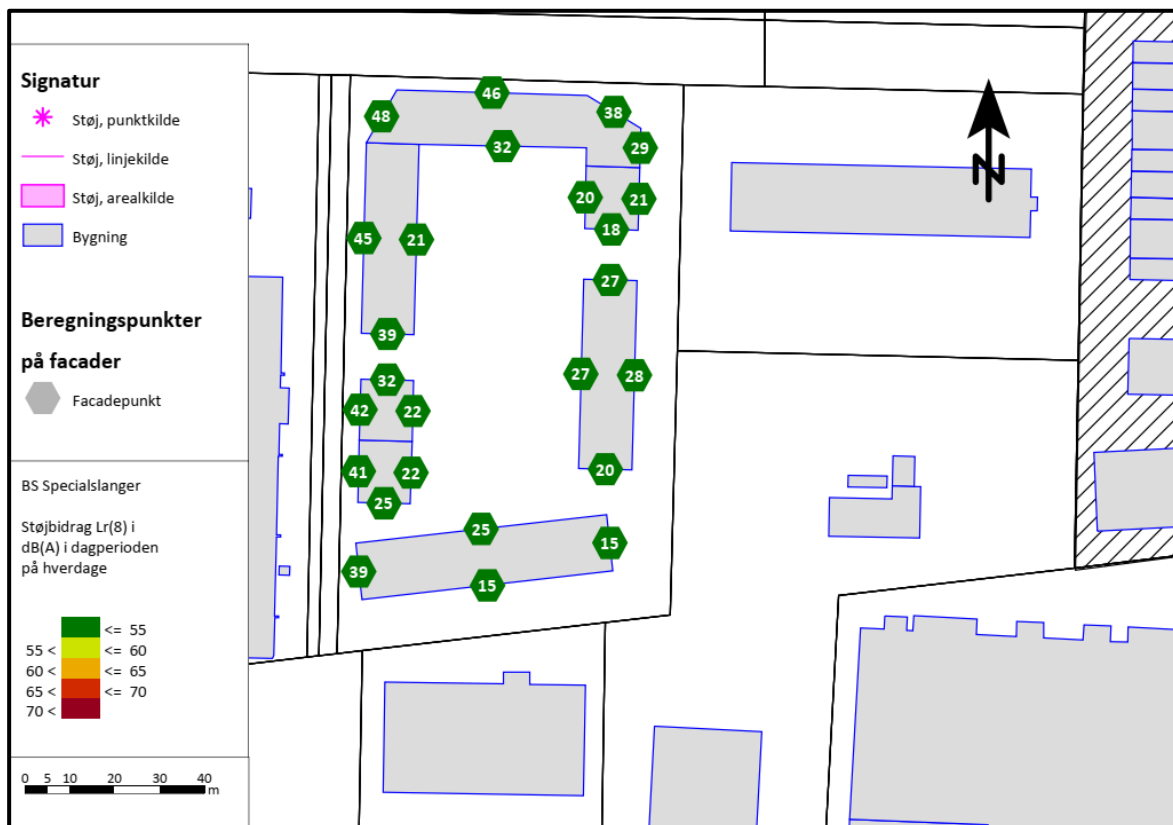 Signatur
Støj, punktkilde
Støj, linjekilde
Støj, arealkilde
Bygning
Beregningspunkter
på facader
Facadepunkt
BS Specialslanger
Støjbidrag Lr(8) i
dB(A) i dagperioden
på hverdage
<= 55
55 < <= 60
60 < <= 65
65 < <= 70
70 <
0 5 10 20 30 40
m
46
48
38
32
29
20
21
18
45
21
27
39
32
27
28
42
22
41
22
20
25
25
15
39
15
N